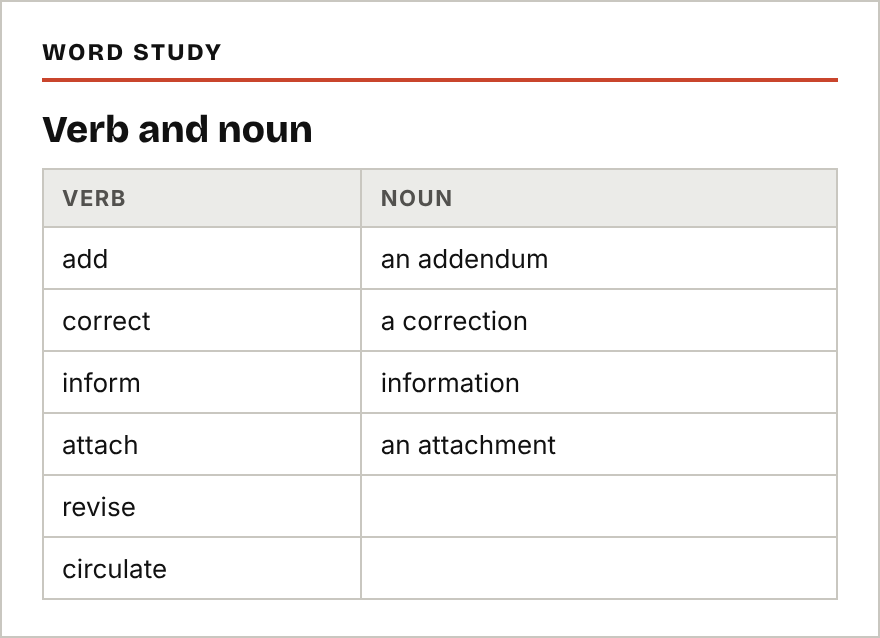 WORD STUDY
Verb and noun
VERB NOUN
add an addendum
correct a correction
inform information
attach an attachment
revise
circulate